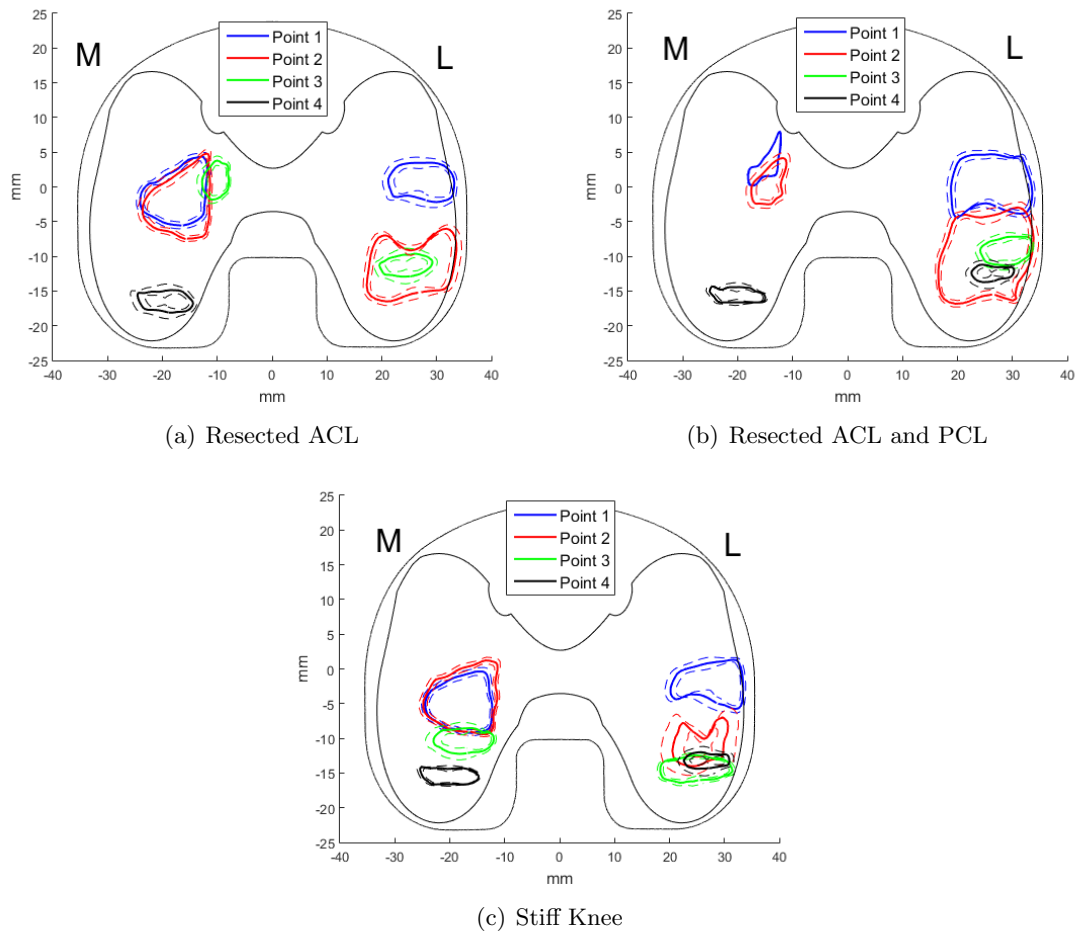 25
20
15
10
5
0
-5
-10
-15
-20
-25
mm
M
L
Point 1
Point 2
Point 3
Point 4
-40 -30 -20 -10 0 10 20 30 40
mm
(a) Resected ACL
25
20
15
10
5
0
-5
-10
-15
-20
-25
mm
M
L
Point 1
Point 2
Point 3
Point 4
-40 -30 -20 -10 0 10 20 30 40
mm
(b) Resected ACL and PCL
25
20
15
10
5
0
-5
-10
-15
-20
-25
mm
M
L
Point 1
Point 2
Point 3
Point 4
-40 -30 -20 -10 0 10 20 30 40
mm
(c) Stiff Knee